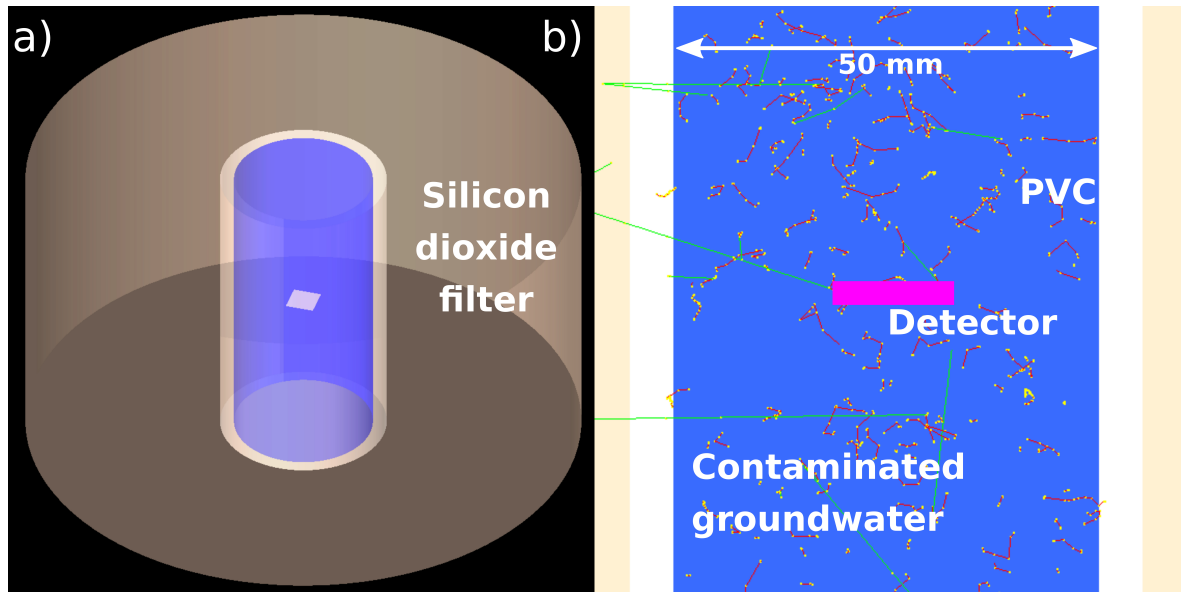 a)
Silicon
dioxide
filter
b)
50 mm
PVC
Detector
Contaminated
groundwater